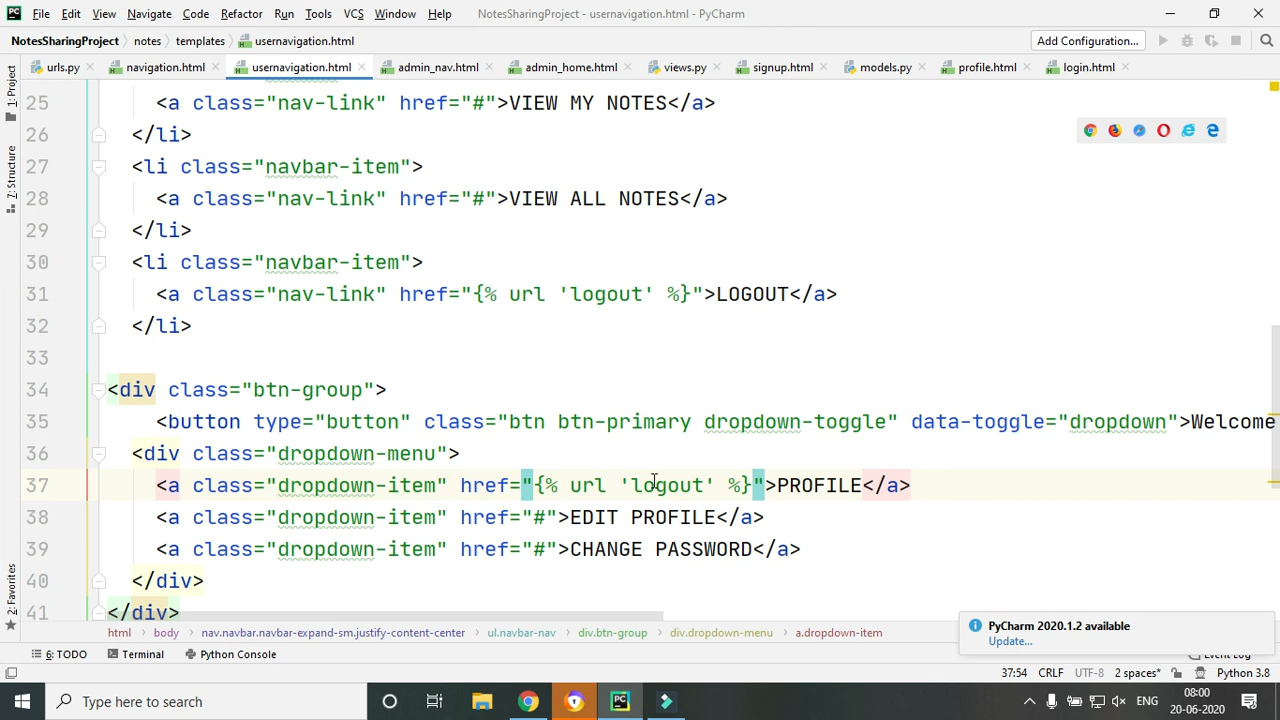 File Edit View Navigate Code Refactor Run Tools VCS Window Help NotesSharingProject - usernavigation.html - PyCharm
NotesSharingProject notes templates usernavigation.html Add Configuration...
urls.py navigation.html usernavigation.html admin_nav.html admin_home.html views.py signup.html models.py profile.html login.html
1: Project
7: Structure
2: Favorites
25 <a class="nav-link" href="#">VIEW MY NOTES</a>
26 </li>
27 <li class="navbar-item">
28 <a class="nav-link" href="#">VIEW ALL NOTES</a>
29 </li>
30 <li class="navbar-item">
31 <a class="nav-link" href="{% url 'logout' %}">LOGOUT</a>
32 </li>
33
34 <div class="btn-group">
35 <button type="button" class="btn btn-primary dropdown-toggle" data-toggle="dropdown">Welcome
36 <div class="dropdown-menu">
37 <a class="dropdown-item" href="{% url 'logout' %}">PROFILE</a>
38 <a class="dropdown-item" href="#">EDIT PROFILE</a>
39 <a class="dropdown-item" href="#">CHANGE PASSWORD</a>
40 </div>
41 </div>
html body nav.navbar.navbar-expand-sm.justify-content-center ul.navbar-nav div.btn-group div.dropdown-menu a.dropdown-item
PyCharm 2020.1.2 available
Update...
6: TODO Terminal Python Console Event Log
37:54 CRLF UTF-8 2 spaces* Python 3.8
Type here to search
ENG
08:00
20-06-2020